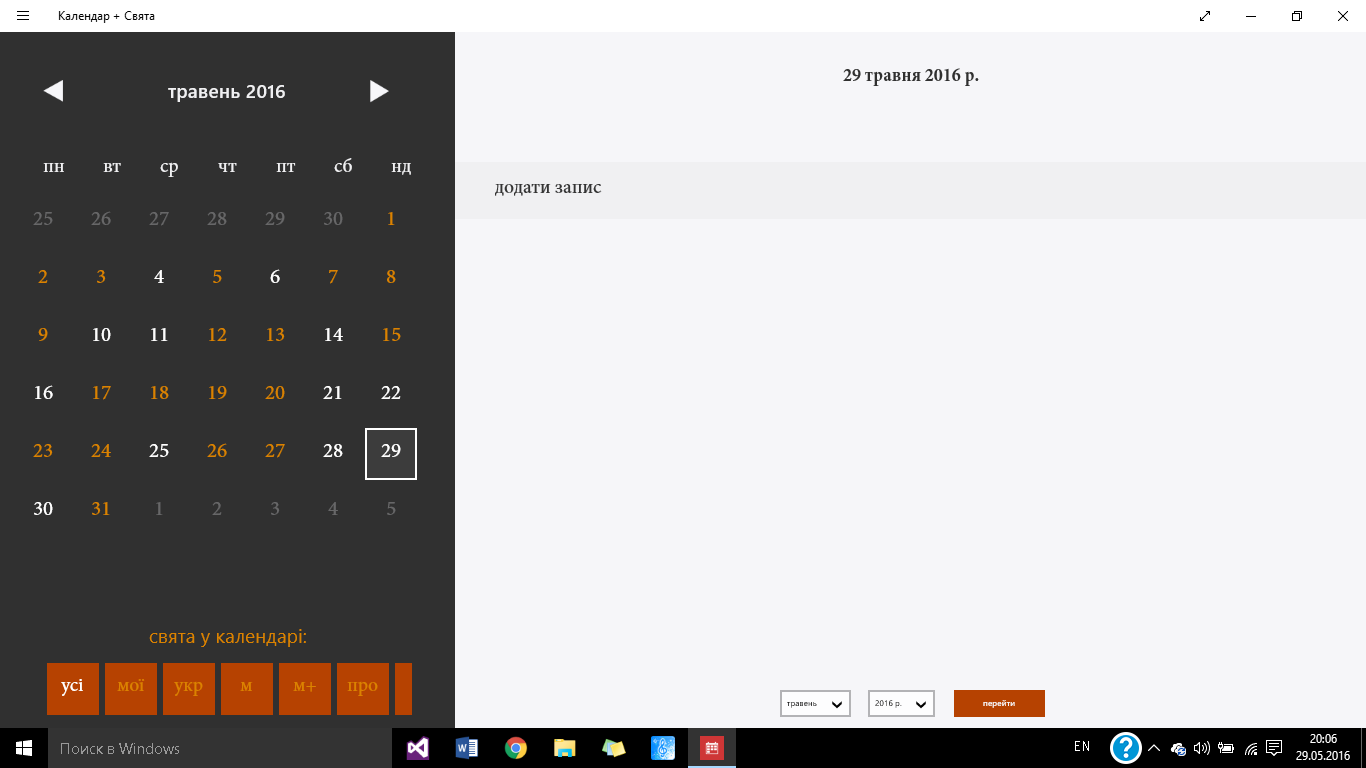 Календар + Свята
травень 2016
пн вт ср чт пт сб нд
25 26 27 28 29 30 1
2 3 4 5 6 7 8
9 10 11 12 13 14 15
16 17 18 19 20 21 22
23 24 25 26 27 28 29
30 31 1 2 3 4 5
свята у календарі:
усі мої укр м м+ про
29 травня 2016 р.
додати запис
травень 2016 р. перейти
Поиск в Windows
EN
20:06
29.05.2016